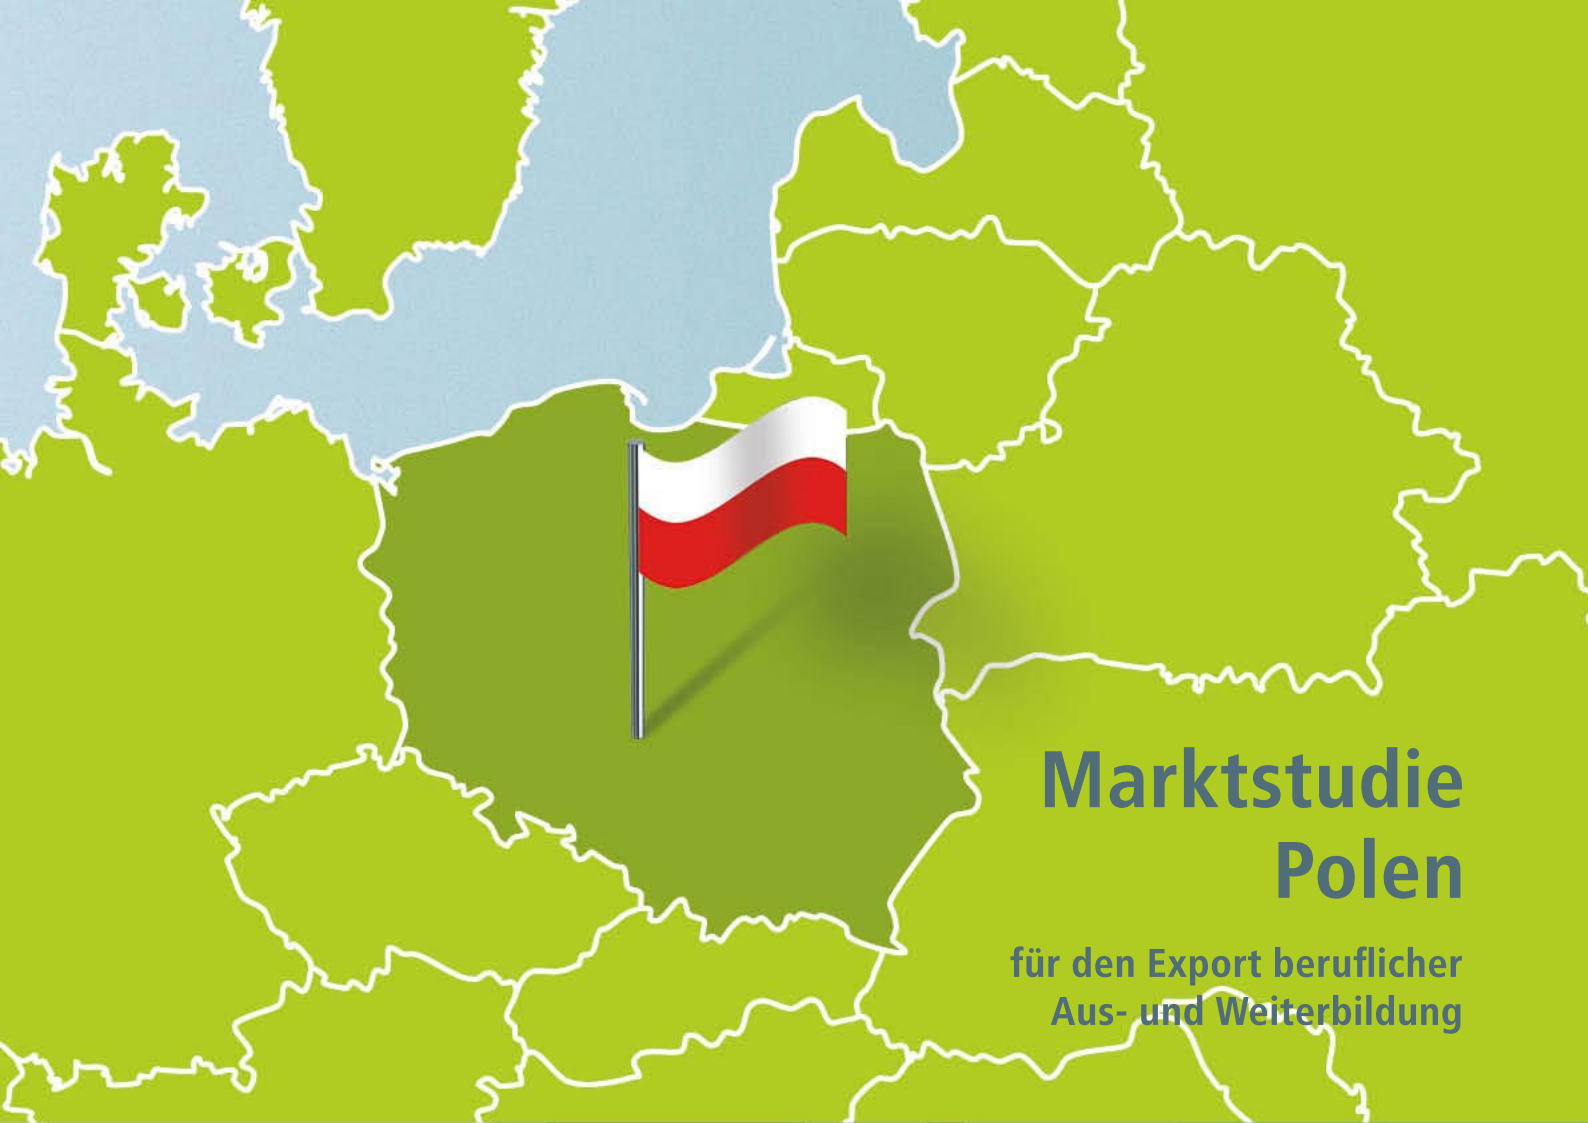 Marktstudie
Polen
für den Export beruflicher
Aus- und Weiterbildung